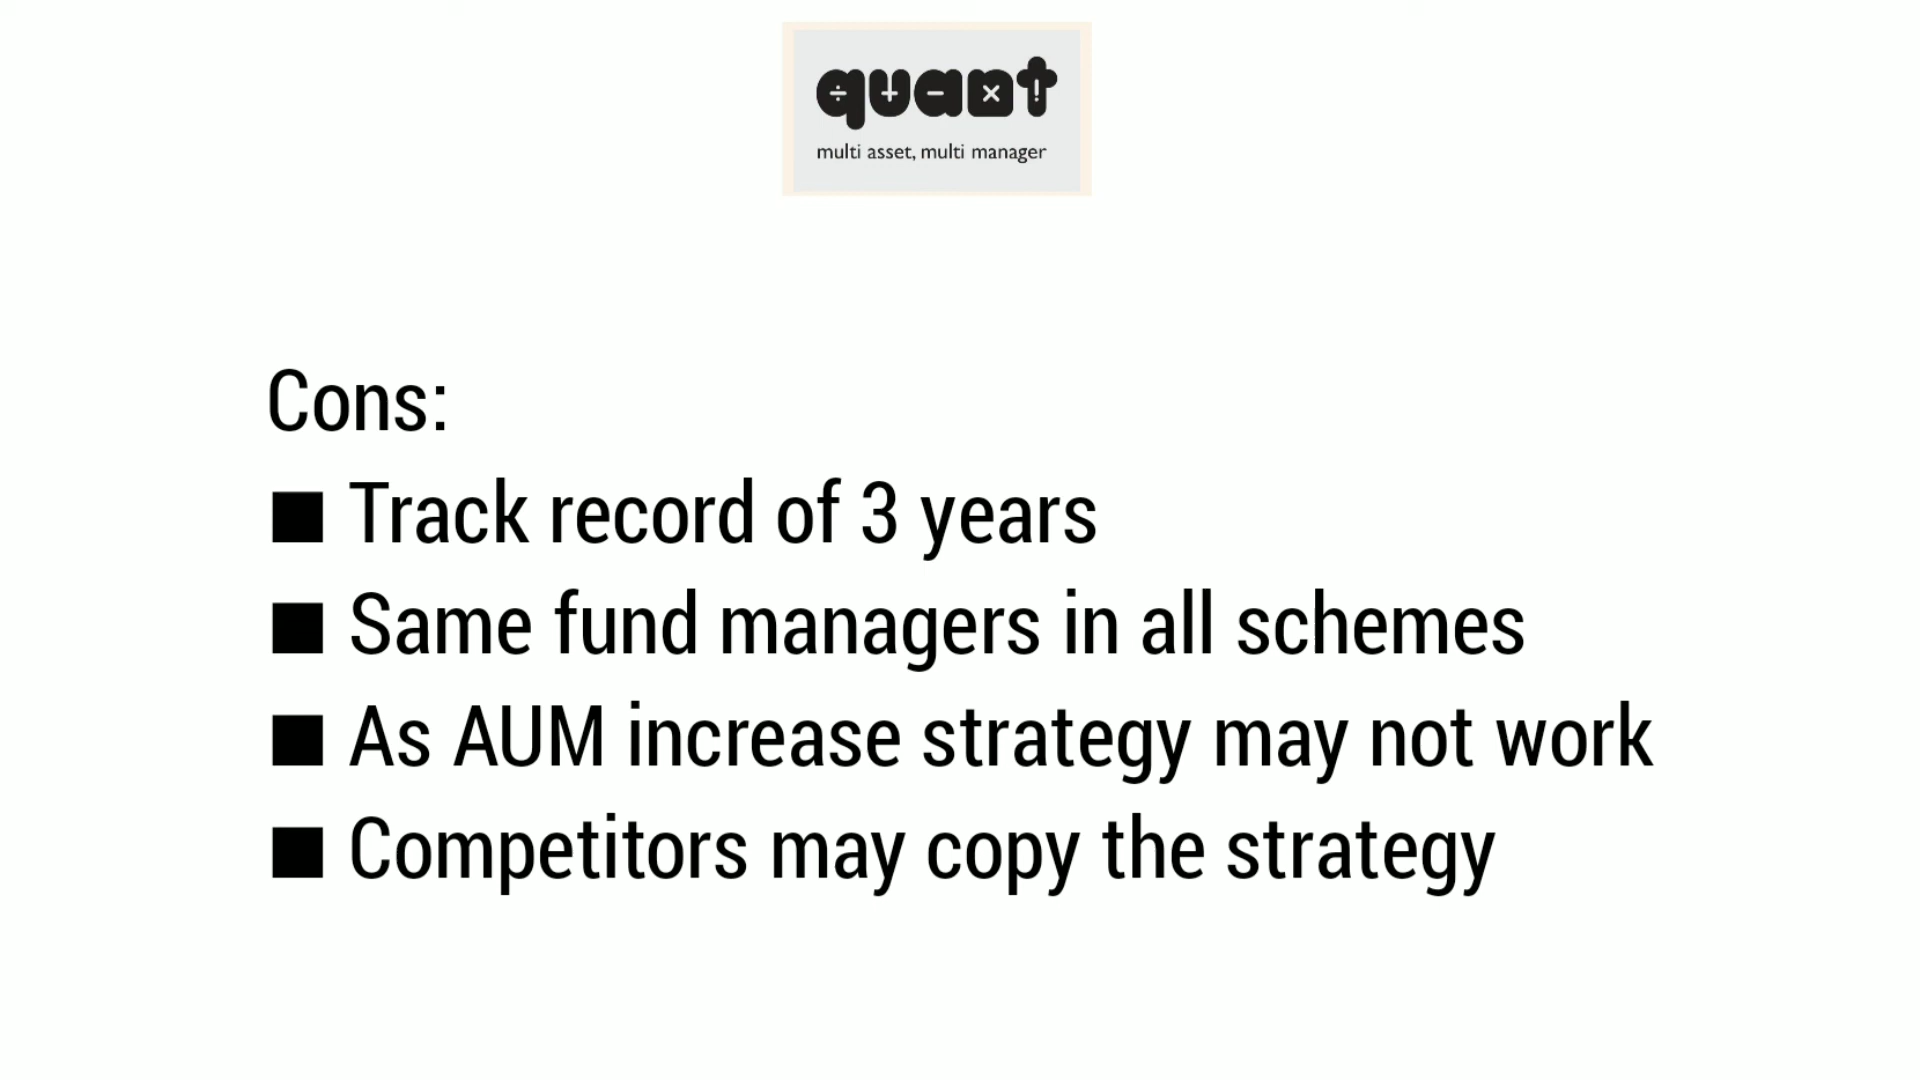 quant
multi asset, multi manager
Cons:
■ Track record of 3 years
■ Same fund managers in all schemes
■ As AUM increase strategy may not work
■ Competitors may copy the strategy